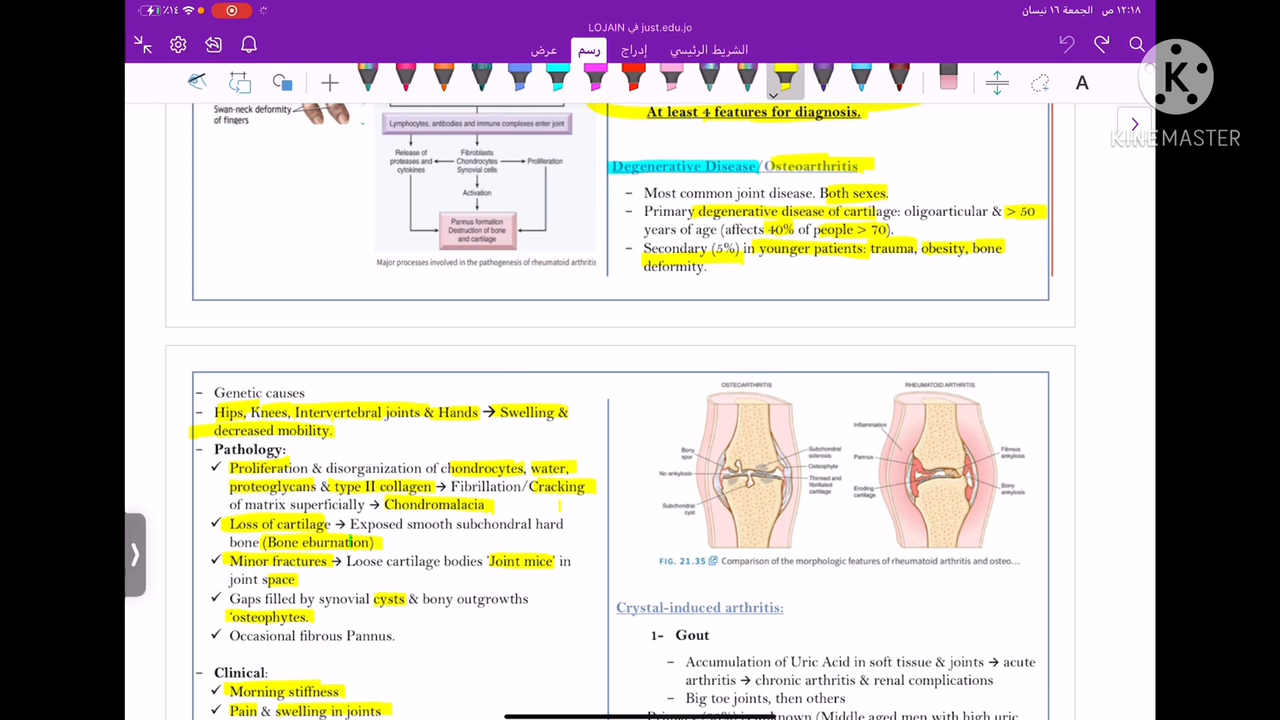 ١٢:١٨ ص الجمعة ١٦ نيسان
٪١٤
LOJAIN في just.edu.jo
الشريط الرئيسي
إدراج
رسم
عرض
A
K
KINEMASTER
Swan-neck deformity
of fingers
Lymphocytes, antibodies and immune complexes enter joint
Release of
proteases and
cytokines
Fibroblasts
Chondrocytes
Synovial cells
Proliferation
Activation
Pannus formation
Destruction of bone
and cartilage
Major processes involved in the pathogenesis of rheumatoid arthritis
At least 4 features for diagnosis.
Degenerative Disease/Osteoarthritis
- Most common joint disease. Both sexes.
- Primary degenerative disease of cartilage: oligoarticular & > 50
years of age (affects 40% of people > 70).
- Secondary (5%) in younger patients: trauma, obesity, bone
deformity.
- Genetic causes
- Hips, Knees, Intervertebral joints & Hands → Swelling &
decreased mobility.
- Pathology:
✓ Proliferation & disorganization of chondrocytes, water,
proteoglycans & type II collagen → Fibrillation/Cracking
of matrix superficially → Chondromalacia
✓ Loss of cartilage → Exposed smooth subchondral hard
bone (Bone eburnation)
✓ Minor fractures → Loose cartilage bodies 'Joint mice' in
joint space
✓ Gaps filled by synovial cysts & bony outgrowths
'osteophytes.
✓ Occasional fibrous Pannus.
- Clinical:
✓ Morning stiffness
✓ Pain & swelling in joints
OSTEOARTHRITIS
Bony
spur
No ankylosis
Subchondral
cyst
Subchondral
sclerosis
Osteophyte
Thinned and
fibrillated
cartilage
RHEUMATOID ARTHRITIS
Inflammation
Pannus
Eroding
cartilage
Fibrous
ankylosis
Bony
ankylosis
FIG. 21.35 Comparison of the morphologic features of rheumatoid arthritis and osteo...
Crystal-induced arthritis:
1- Gout
- Accumulation of Uric Acid in soft tissue & joints → acute
arthritis → chronic arthritis & renal complications
- Big toe joints, then others
unknown (Middle aged men with high uric